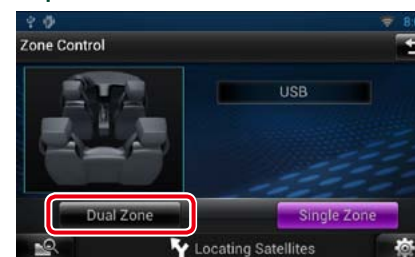 Zone Control
USB
Dual Zone
Single Zone
Locating Satellites